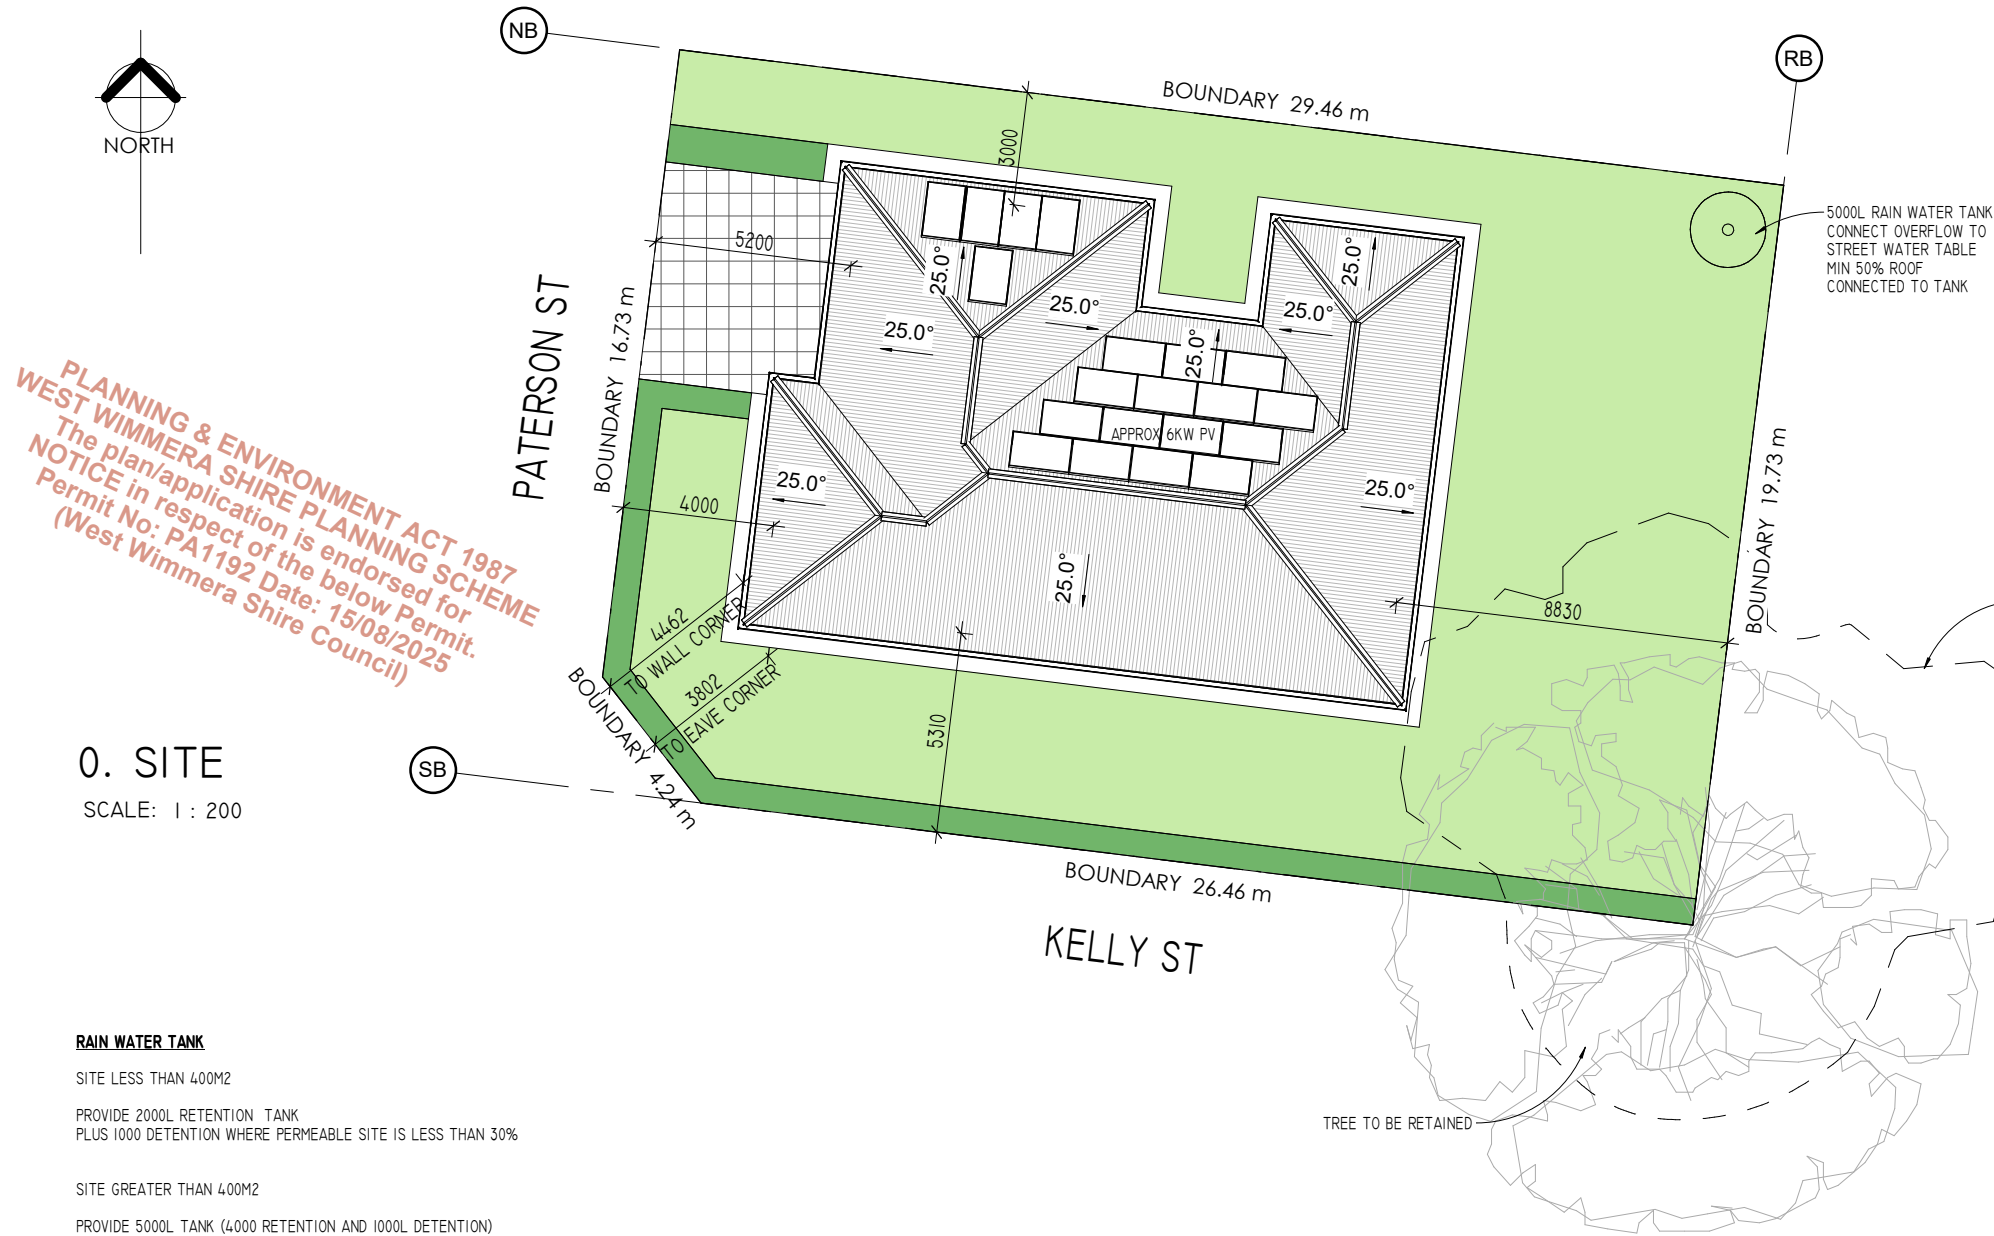 NB
RB
NORTH
BOUNDARY 29.46 m
3000
5000L RAIN WATER TANK
CONNECT OVERFLOW TO
STREET WATER TABLE
MIN 50% ROOF
CONNECTED TO TANK
5200
25.0°
25.0°
25.0°
25.0°
25.0°
25.0°
PATERSON ST
BOUNDARY 16.73 m
APPROX 6KW PV
PLANNING & ENVIRONMENT ACT 1987
WEST WIMMERA SHIRE PLANNING SCHEME
The plan/application is endorsed for
NOTICE in respect of the below Permit.
Permit No: PA1192 Date: 15/08/2025
(West Wimmera Shire Council)
25.0°
25.0°
4000
25.0°
BOUNDARY 19.73 m
8830
4462
TO WALL CORNER
3802
TO EAVE CORNER
5310
BOUNDARY 4.24 m
0. SITE
SCALE: 1 : 200
SB
BOUNDARY 26.46 m
KELLY ST
RAIN WATER TANK
SITE LESS THAN 400M2
PROVIDE 2000L RETENTION TANK
PLUS 1000 DETENTION WHERE PERMEABLE SITE IS LESS THAN 30%
TREE TO BE RETAINED
SITE GREATER THAN 400M2
PROVIDE 5000L TANK (4000 RETENTION AND 1000L DETENTION)